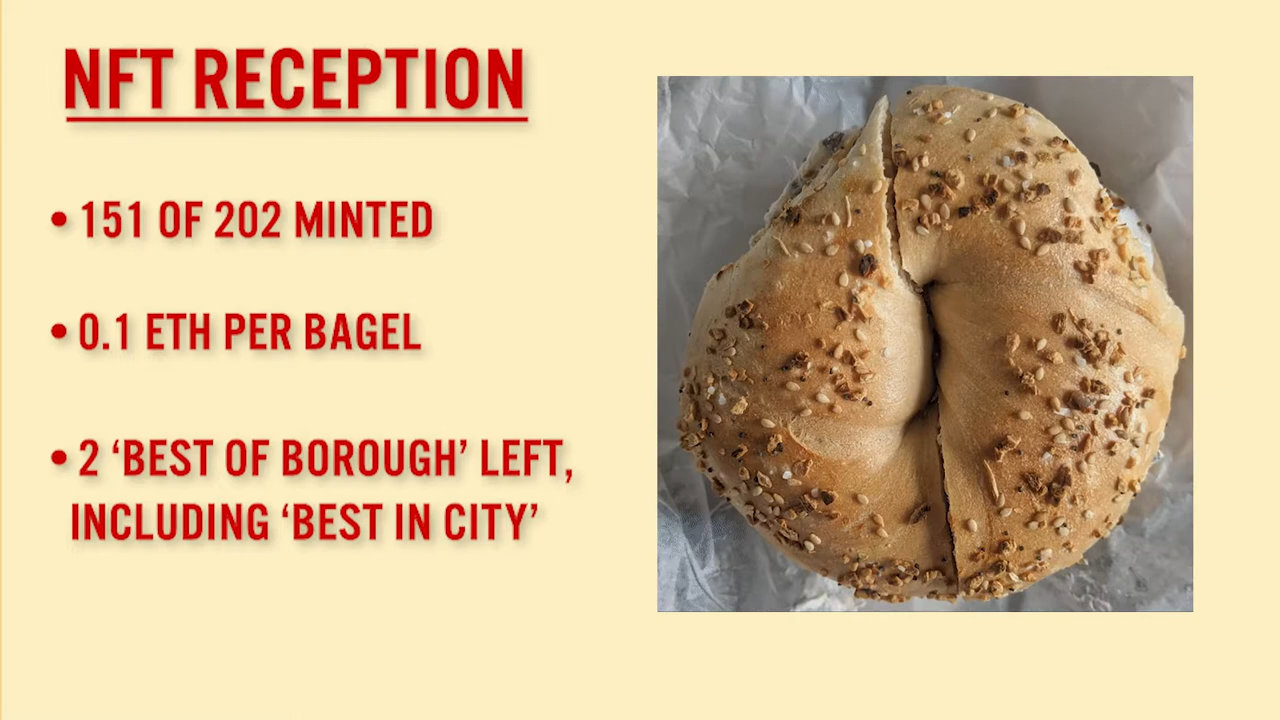 NFT RECEPTION
• 151 OF 202 MINTED
• 0.1 ETH PER BAGEL
• 2 ‘BEST OF BOROUGH’ LEFT,
INCLUDING ‘BEST IN CITY’